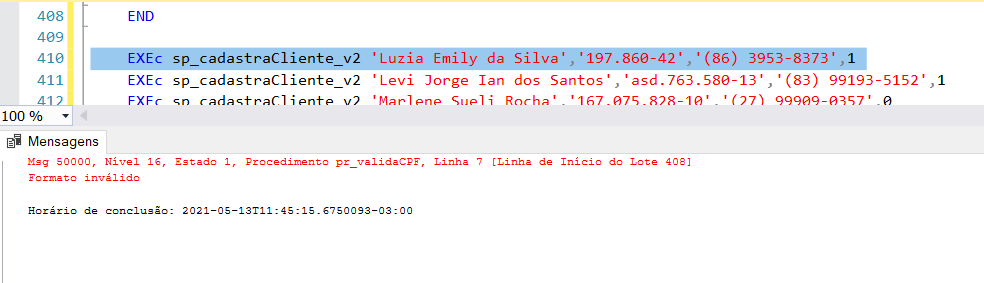 408 END
409
410 EXEc sp_cadastraCliente_v2 'Luzia Emily da Silva','197.860-42','(86) 3953-8373',1
411 EXEc sp_cadastraCliente_v2 'Levi Jorge Ian dos Santos','asd.763.580-13','(83) 99193-5152',1
412 EXEc sp_cadastraCliente_v2 'Marlene Sueli Rocha','167.075.828-10','(27) 99909-0357',0
100 %
Mensagens
Msg 50000, Nível 16, Estado 1, Procedimento pr_validaCPF, Linha 7 [Linha de Início do Lote 408]
Formato inválido
Horário de conclusão: 2021-05-13T11:45:15.6750093-03:00